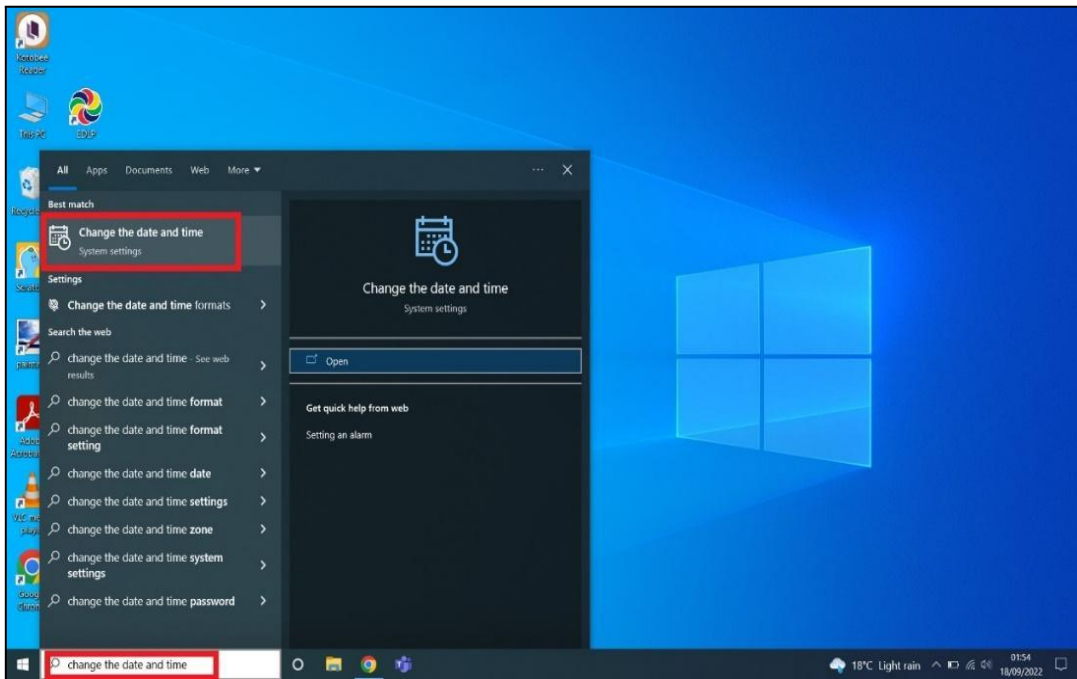 Kotobee
Reader
This PC
EDLP
All Apps Documents Web More
Best match
Change the date and time
System settings
Settings
Change the date and time formats
Search the web
change the date and time - See web
results
change the date and time format
change the date and time format
setting
change the date and time date
change the date and time settings
change the date and time zone
change the date and time system
settings
change the date and time password
Change the date and time
System settings
Open
Get quick help from web
Setting an alarm
change the date and time
18°C Light rain
01:54
18/09/2022